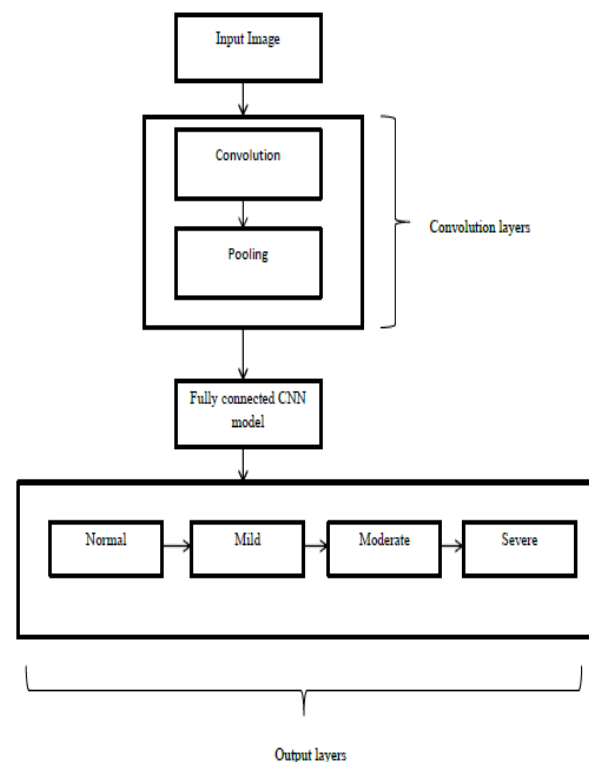 Input Image
Convolution
Pooling
Convolution layers
Fully connected CNN
model
Normal
Mild
Moderate
Severe
Output layers